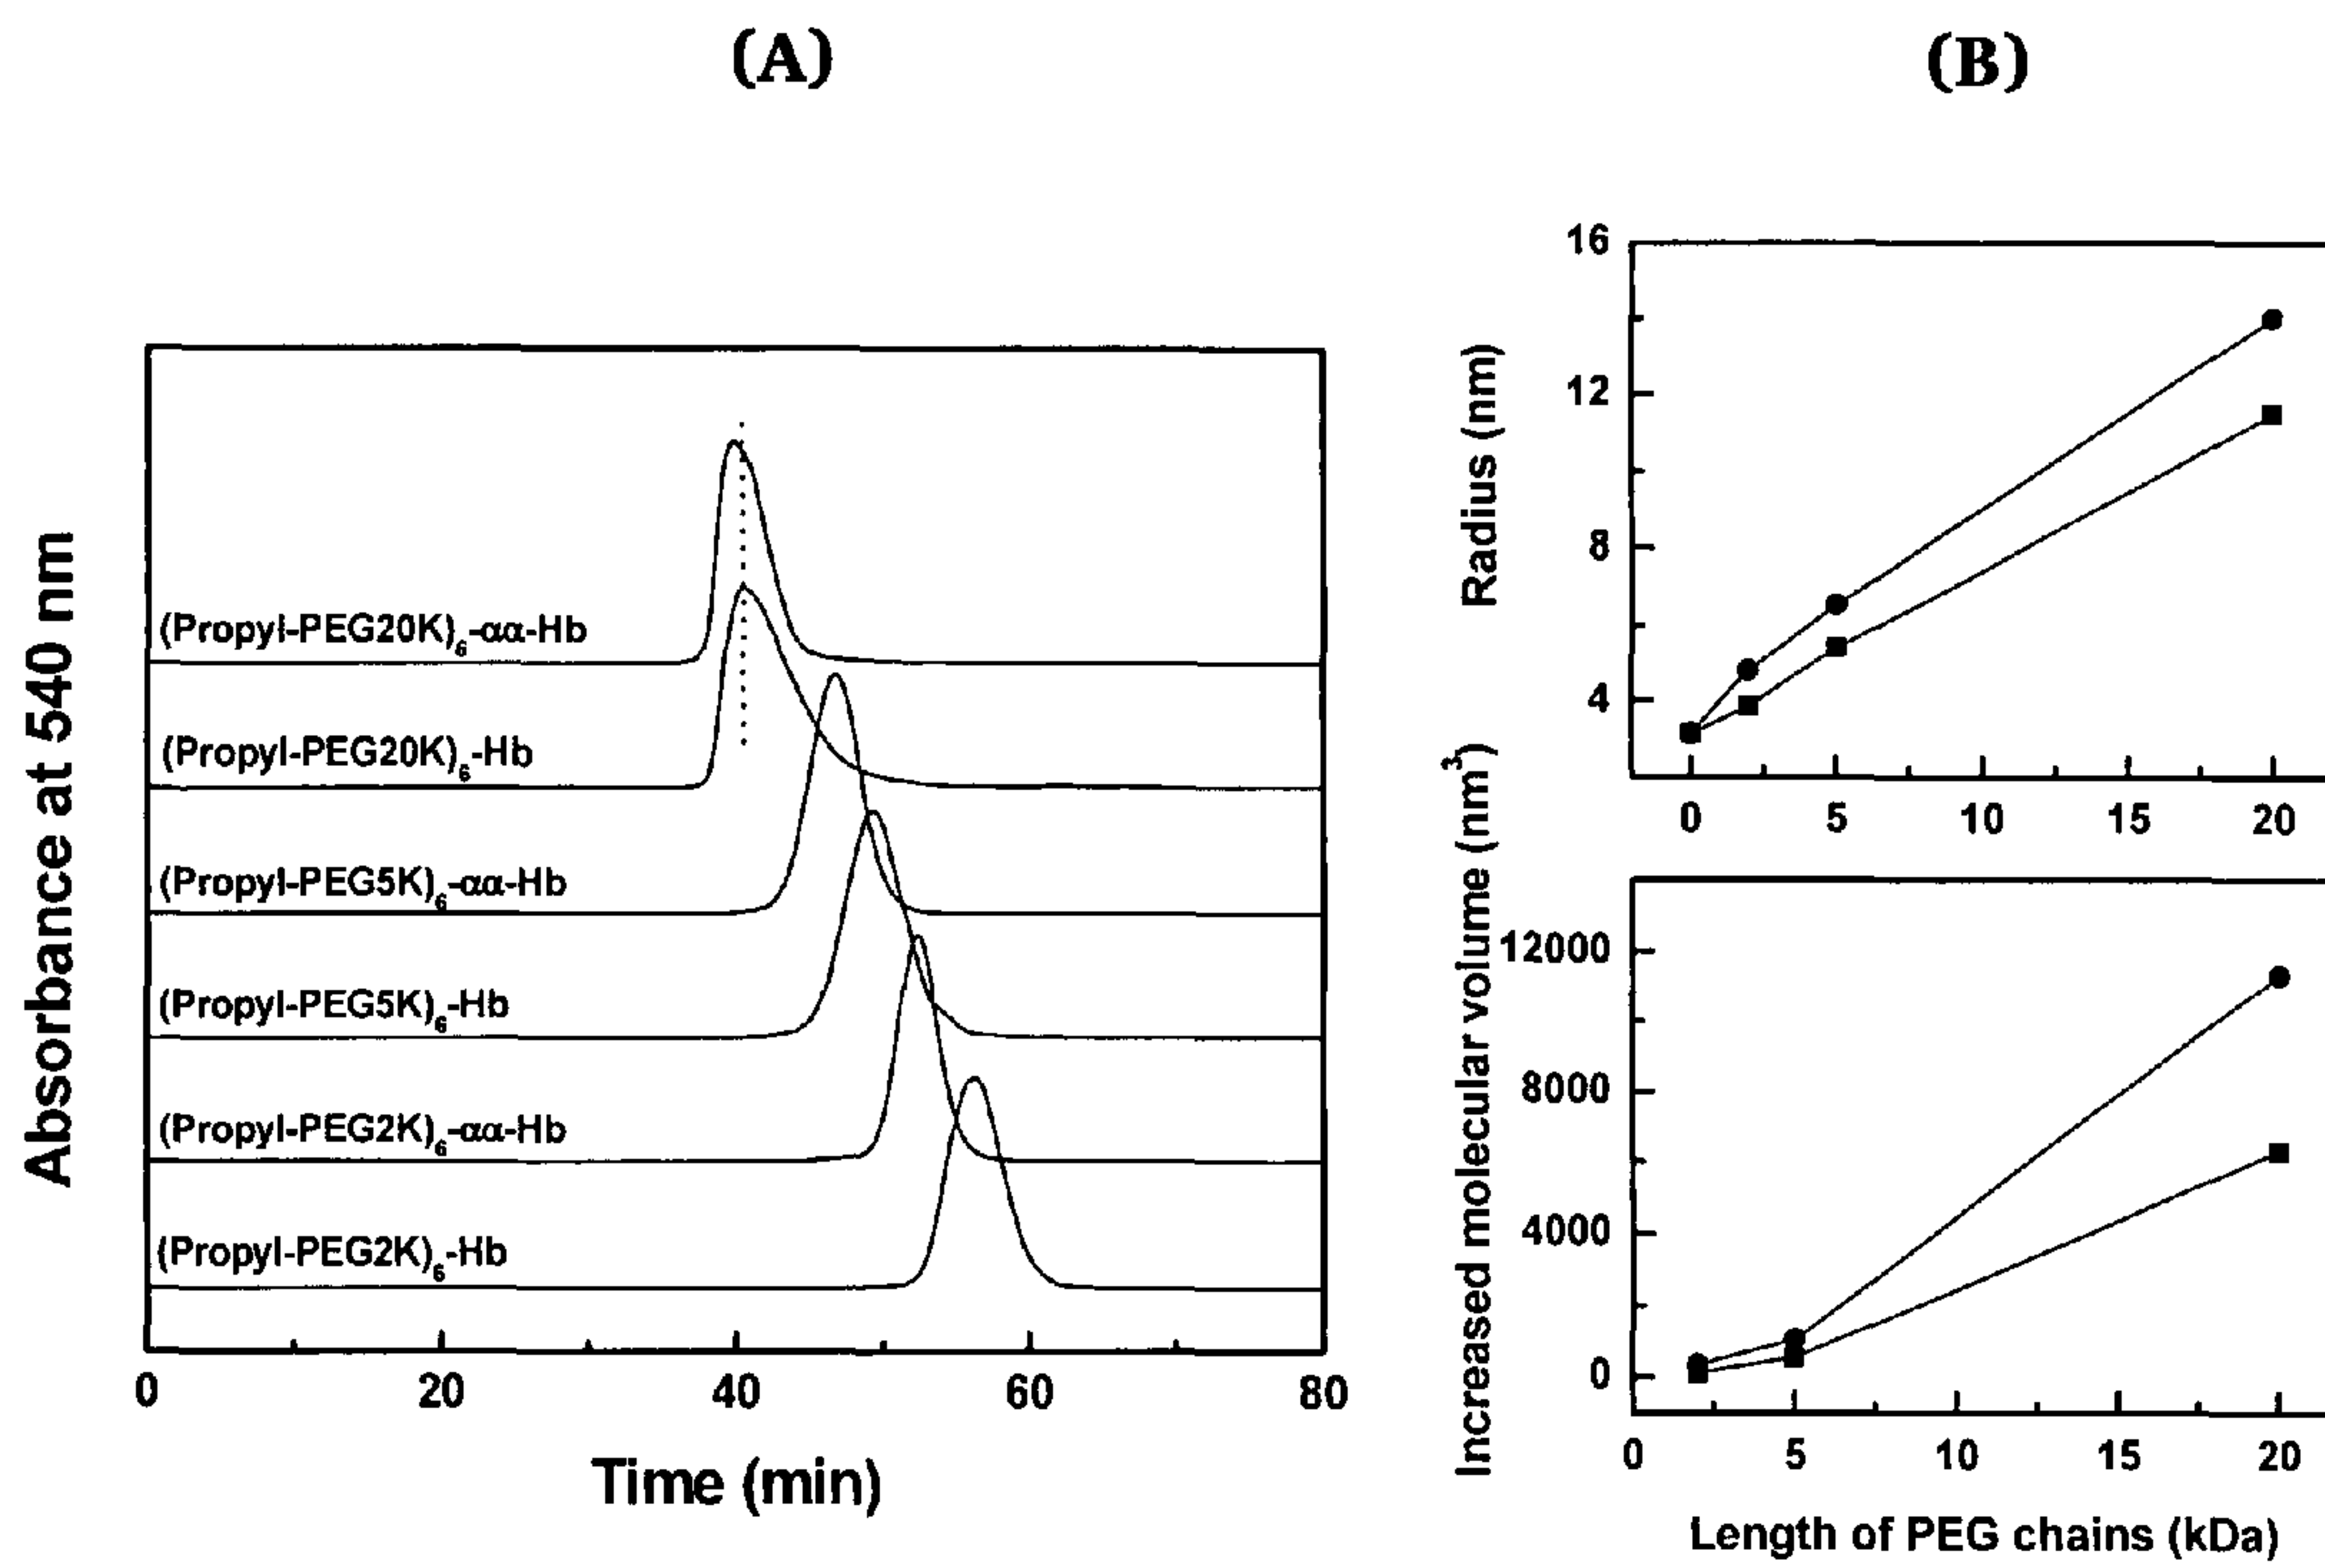 (A)
Absorbance at 540 nm
(Propyl-PEG20K)6-αα-Hb
(Propyl-PEG20K)6-Hb
(Propyl-PEG5K)6-αα-Hb
(Propyl-PEG5K)6-Hb
(Propyl-PEG2K)6-αα-Hb
(Propyl-PEG2K)6-Hb
0 20 40 60 80
Time (min)
(B)
Radius (nm)
16
12
8
4
0 5 10 15 20
Increased molecular volume (nm3)
12000
8000
4000
0
0 5 10 15 20
Length of PEG chains (kDa)